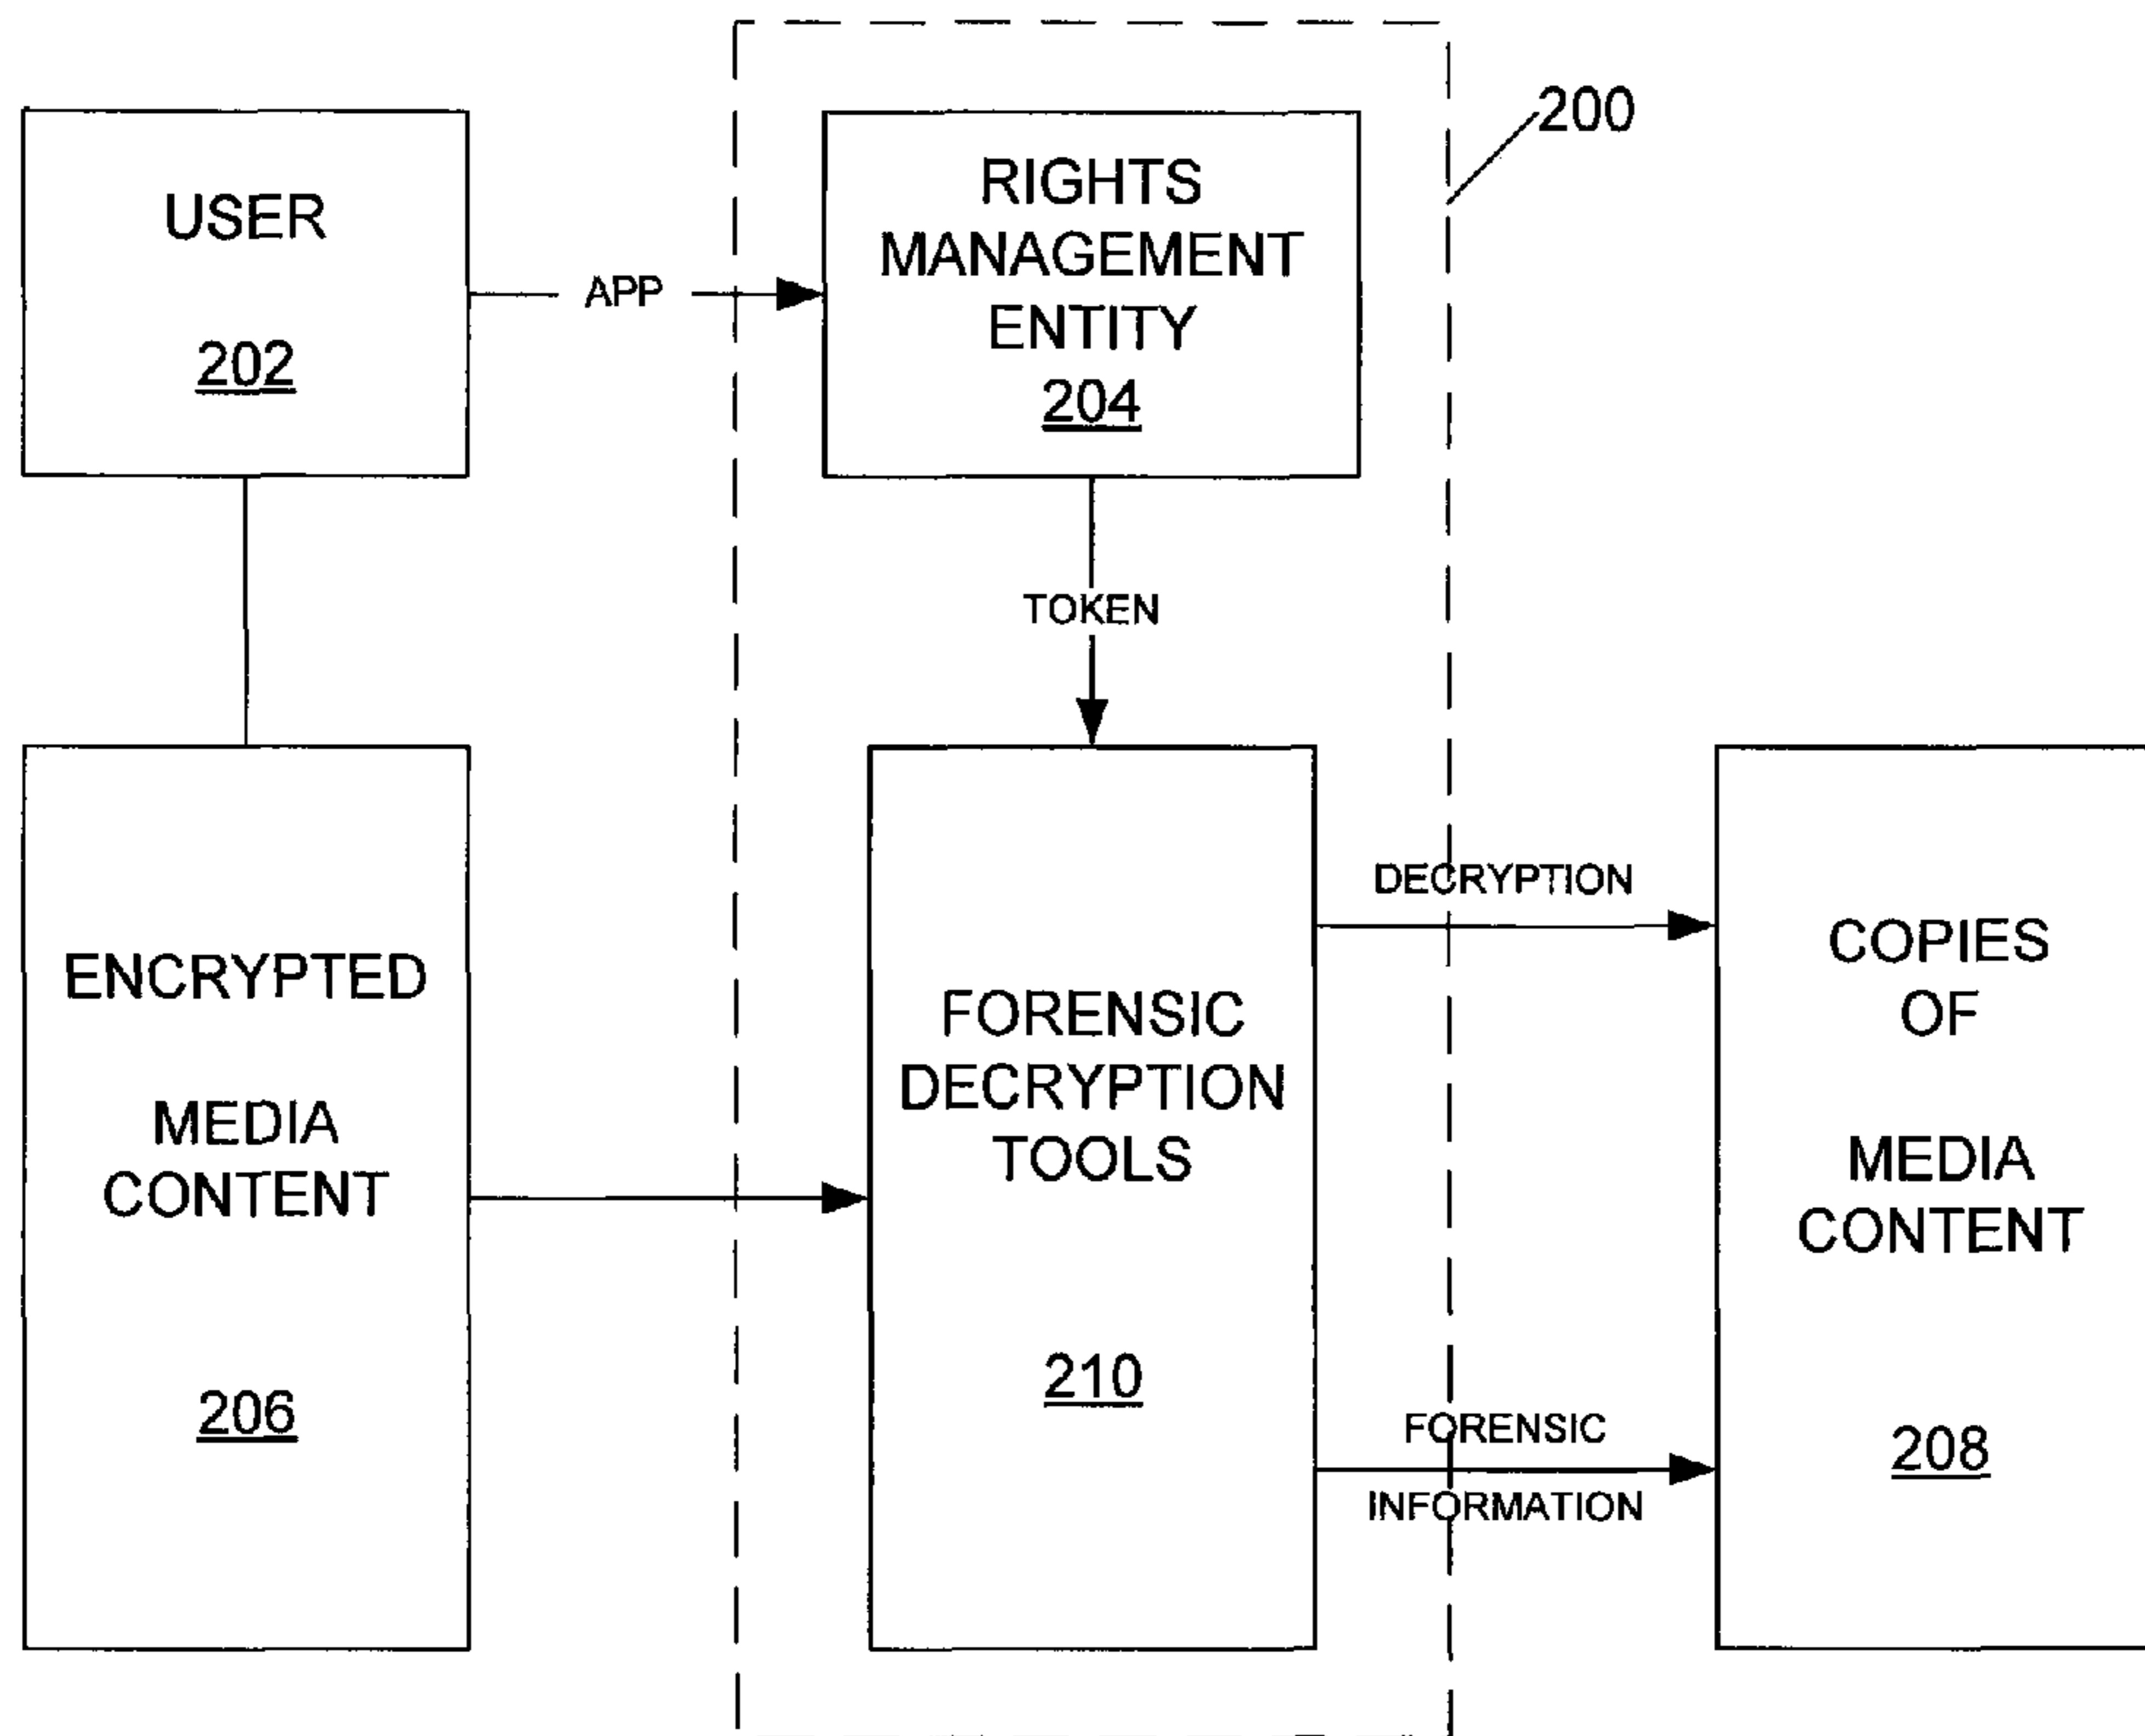 200
USER
202
APP
RIGHTS
MANAGEMENT
ENTITY
204
TOKEN
ENCRYPTED
MEDIA
CONTENT
206
FORENSIC
DECRYPTION
TOOLS
210
DECRYPTION
FORENSIC
INFORMATION
COPIES
OF
MEDIA
CONTENT
208